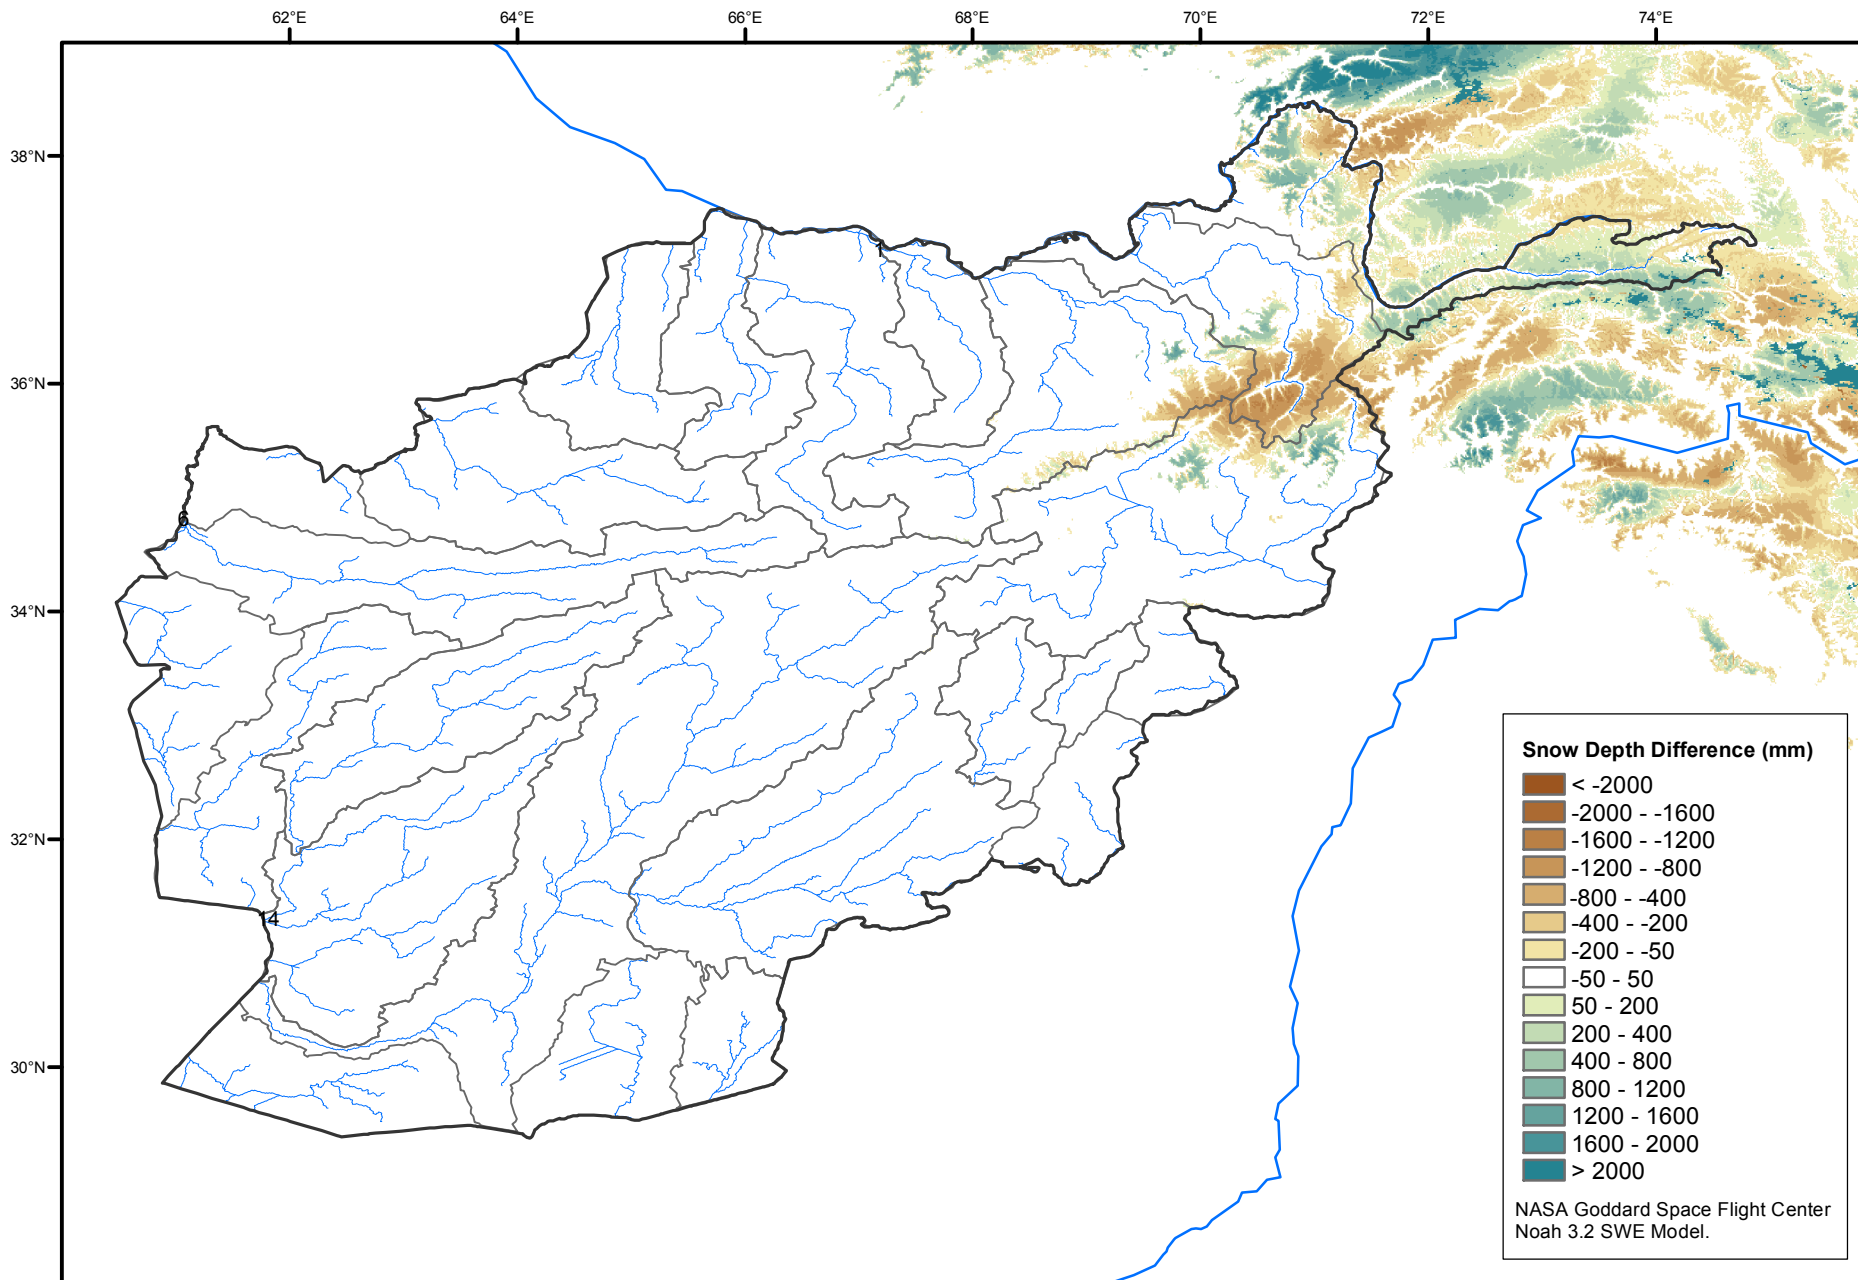 62°E 64°E 66°E 68°E 70°E 72°E 74°E
38°N
1
36°N
6
34°N
32°N
14
30°N
Snow Depth Difference (mm)
< -2000
-2000 - -1600
-1600 - -1200
-1200 - -800
-800 - -400
-400 - -200
-200 - -50
-50 - 50
50 - 200
200 - 400
400 - 800
800 - 1200
1200 - 1600
1600 - 2000
> 2000
NASA Goddard Space Flight Center
Noah 3.2 SWE Model.